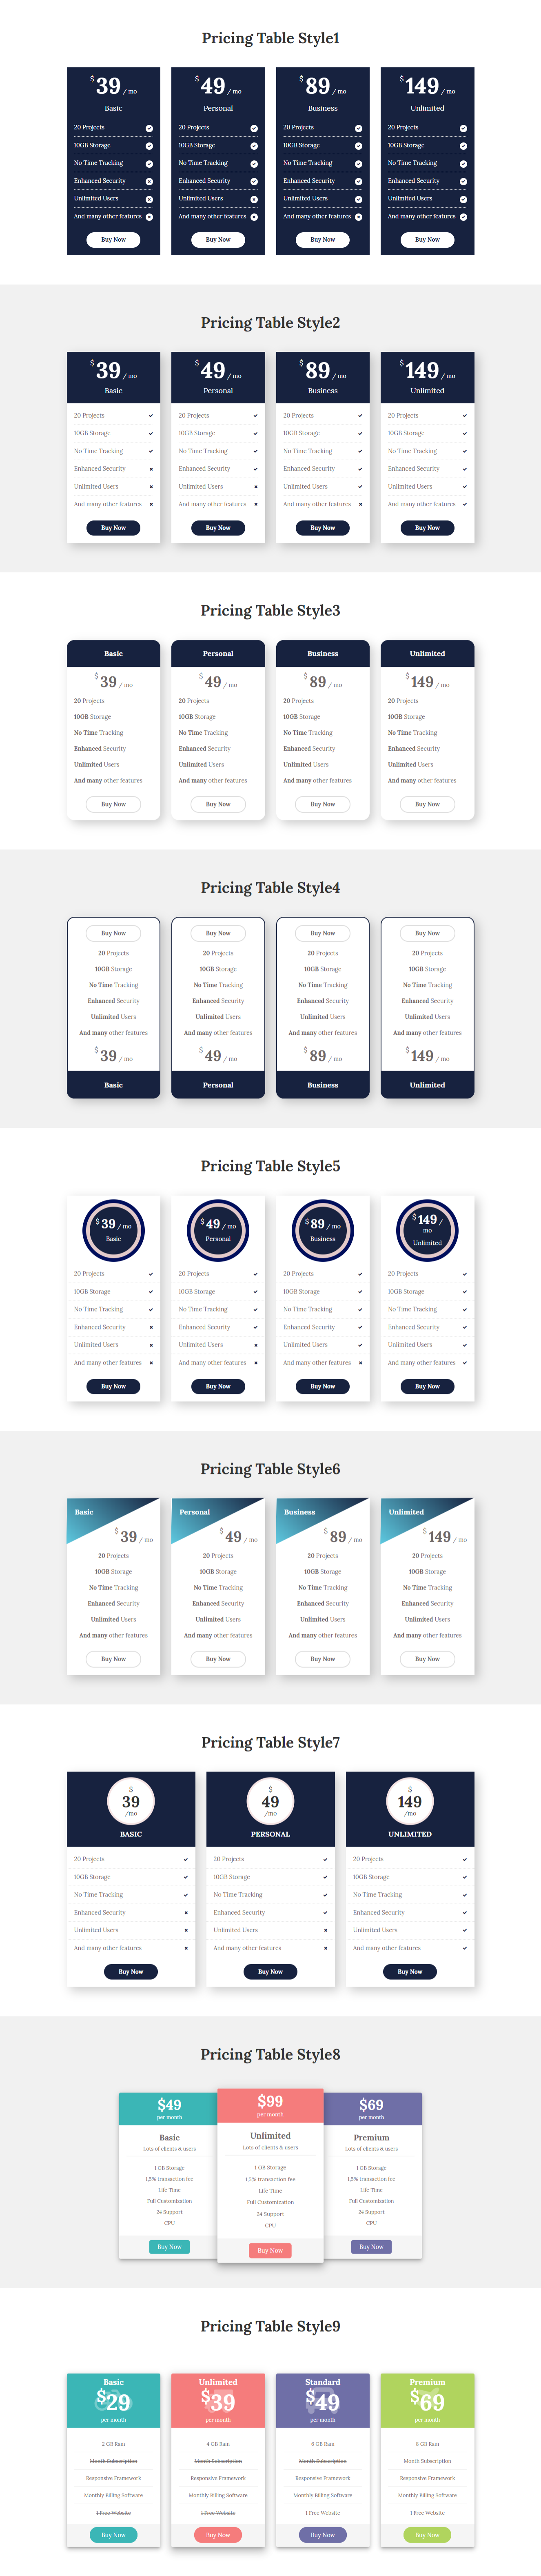 Pricing Table Style1
$ 39 / mo
Basic
20 Projects
10GB Storage
No Time Tracking
Enhanced Security
Unlimited Users
And many other features
Buy Now
$ 49 / mo
Personal
20 Projects
10GB Storage
No Time Tracking
Enhanced Security
Unlimited Users
And many other features
Buy Now
$ 89 / mo
Business
20 Projects
10GB Storage
No Time Tracking
Enhanced Security
Unlimited Users
And many other features
Buy Now
$ 149 / mo
Unlimited
20 Projects
10GB Storage
No Time Tracking
Enhanced Security
Unlimited Users
And many other features
Buy Now
Pricing Table Style2
$ 39 / mo
Basic
20 Projects
10GB Storage
No Time Tracking
Enhanced Security
Unlimited Users
And many other features
Buy Now
$ 49 / mo
Personal
20 Projects
10GB Storage
No Time Tracking
Enhanced Security
Unlimited Users
And many other features
Buy Now
$ 89 / mo
Business
20 Projects
10GB Storage
No Time Tracking
Enhanced Security
Unlimited Users
And many other features
Buy Now
$ 149 / mo
Unlimited
20 Projects
10GB Storage
No Time Tracking
Enhanced Security
Unlimited Users
And many other features
Buy Now
Pricing Table Style3
Basic
$ 39 / mo
20 Projects
10GB Storage
No Time Tracking
Enhanced Security
Unlimited Users
And many other features
Buy Now
Personal
$ 49 / mo
20 Projects
10GB Storage
No Time Tracking
Enhanced Security
Unlimited Users
And many other features
Buy Now
Business
$ 89 / mo
20 Projects
10GB Storage
No Time Tracking
Enhanced Security
Unlimited Users
And many other features
Buy Now
Unlimited
$ 149 / mo
20 Projects
10GB Storage
No Time Tracking
Enhanced Security
Unlimited Users
And many other features
Buy Now
Pricing Table Style4
Buy Now
20 Projects
10GB Storage
No Time Tracking
Enhanced Security
Unlimited Users
And many other features
$ 39 / mo
Basic
Buy Now
20 Projects
10GB Storage
No Time Tracking
Enhanced Security
Unlimited Users
And many other features
$ 49 / mo
Personal
Buy Now
20 Projects
10GB Storage
No Time Tracking
Enhanced Security
Unlimited Users
And many other features
$ 89 / mo
Business
Buy Now
20 Projects
10GB Storage
No Time Tracking
Enhanced Security
Unlimited Users
And many other features
$ 149 / mo
Unlimited
Pricing Table Style5
$ 39 / mo
Basic
20 Projects
10GB Storage
No Time Tracking
Enhanced Security
Unlimited Users
And many other features
Buy Now
$ 49 / mo
Personal
20 Projects
10GB Storage
No Time Tracking
Enhanced Security
Unlimited Users
And many other features
Buy Now
$ 89 / mo
Business
20 Projects
10GB Storage
No Time Tracking
Enhanced Security
Unlimited Users
And many other features
Buy Now
$ 149 /
mo
Unlimited
20 Projects
10GB Storage
No Time Tracking
Enhanced Security
Unlimited Users
And many other features
Buy Now
Pricing Table Style6
Basic
$ 39 / mo
20 Projects
10GB Storage
No Time Tracking
Enhanced Security
Unlimited Users
And many other features
Buy Now
Personal
$ 49 / mo
20 Projects
10GB Storage
No Time Tracking
Enhanced Security
Unlimited Users
And many other features
Buy Now
Business
$ 89 / mo
20 Projects
10GB Storage
No Time Tracking
Enhanced Security
Unlimited Users
And many other features
Buy Now
Unlimited
$ 149 / mo
20 Projects
10GB Storage
No Time Tracking
Enhanced Security
Unlimited Users
And many other features
Buy Now
Pricing Table Style7
$
39
/mo
BASIC
20 Projects
10GB Storage
No Time Tracking
Enhanced Security
Unlimited Users
And many other features
Buy Now
$
49
/mo
PERSONAL
20 Projects
10GB Storage
No Time Tracking
Enhanced Security
Unlimited Users
And many other features
Buy Now
$
149
/mo
UNLIMITED
20 Projects
10GB Storage
No Time Tracking
Enhanced Security
Unlimited Users
And many other features
Buy Now
Pricing Table Style8
$49
per month
Basic
Lots of clients & users
1 GB Storage
1,5% transaction fee
Life Time
Full Customization
24 Support
CPU
Buy Now
$99
per month
Unlimited
Lots of clients & users
1 GB Storage
1,5% transaction fee
Life Time
Full Customization
24 Support
CPU
Buy Now
$69
per month
Premium
Lots of clients & users
1 GB Storage
1,5% transaction fee
Life Time
Full Customization
24 Support
CPU
Buy Now
Pricing Table Style9
Basic
$29
per month
2 GB Ram
Month Subscription
Responsive Framework
Monthly Billing Software
1 Free Website
Buy Now
Unlimited
$39
per month
4 GB Ram
Month Subscription
Responsive Framework
Monthly Billing Software
1 Free Website
Buy Now
Standard
$49
per month
6 GB Ram
Month Subscription
Responsive Framework
Monthly Billing Software
1 Free Website
Buy Now
Premium
$69
per month
8 GB Ram
Month Subscription
Responsive Framework
Monthly Billing Software
1 Free Website
Buy Now